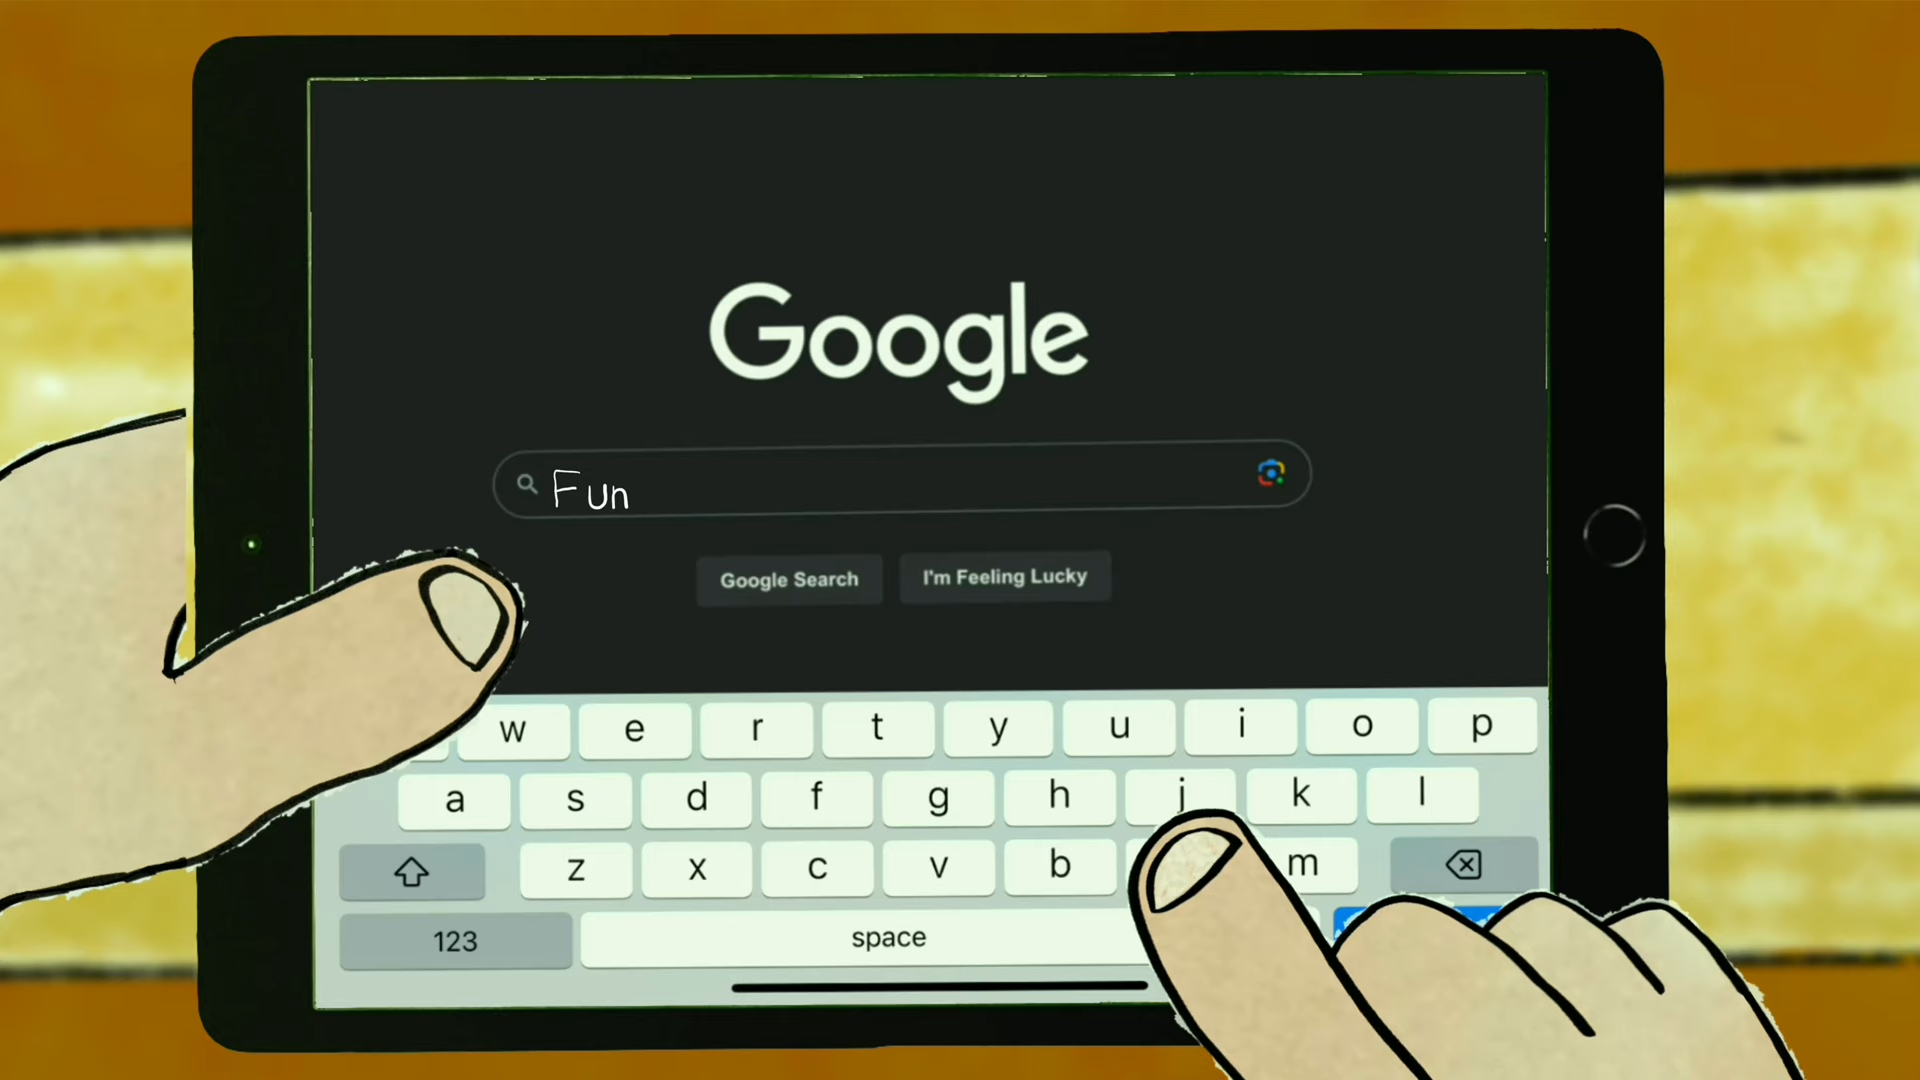 Google
Fun
Google Search I'm Feeling Lucky
w e r t y u i o p
a s d f g h j k l
z x c v b m
123 space